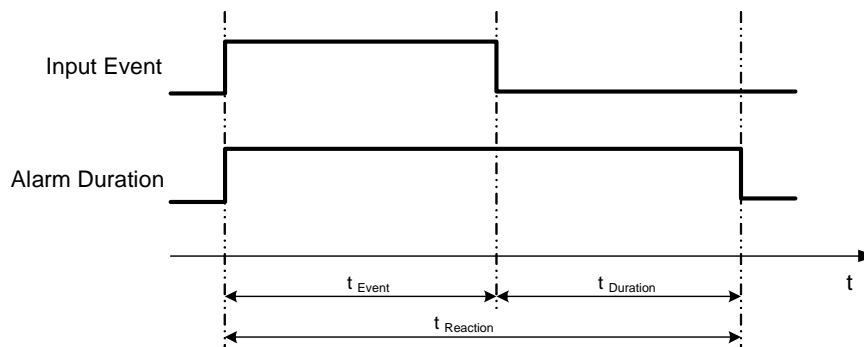 Input Event
Alarm Duration
t Event
t Duration
t
t Reaction